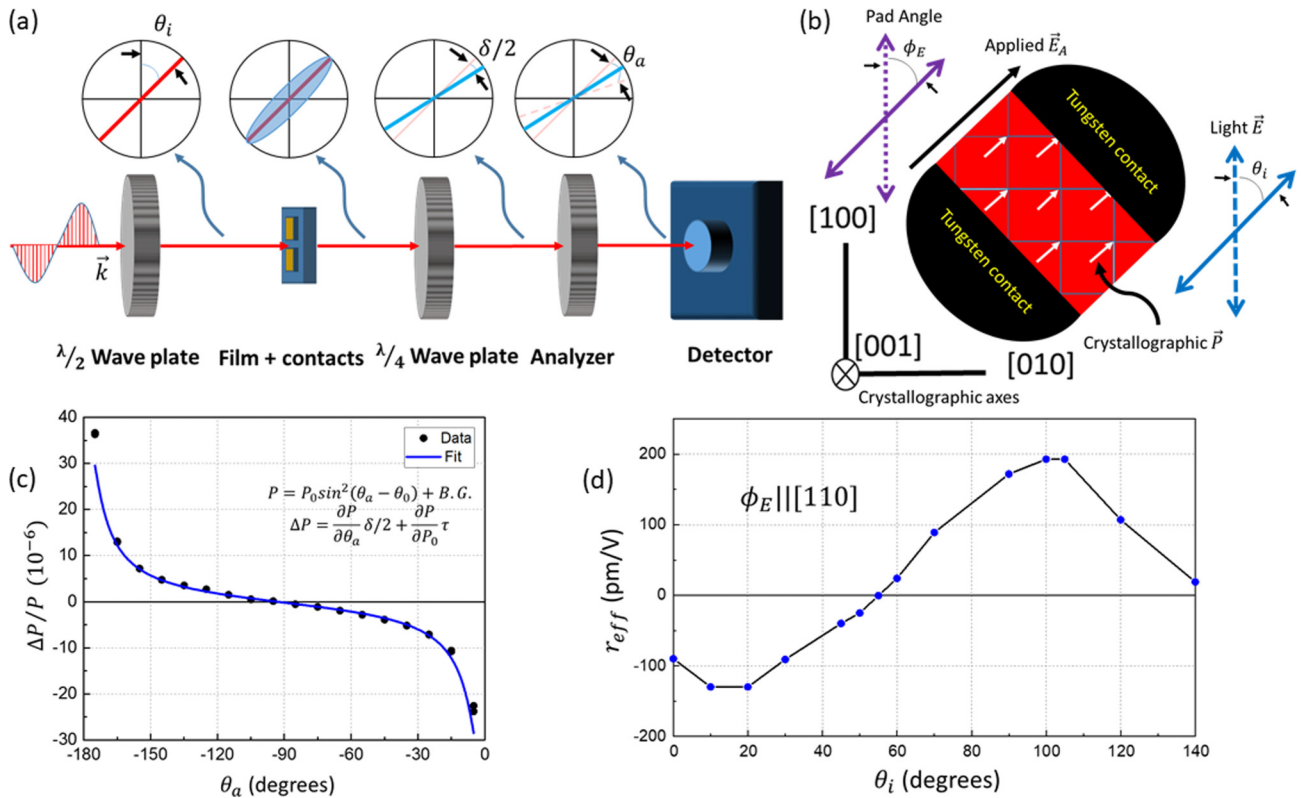 (a)
θi
δ/2
θa
k⃗
λ/2 Wave plate
Film + contacts
λ/4 Wave plate
Analyzer
Detector
(b)
Pad Angle
ϕE
Applied E⃗A
Tungsten contact
Tungsten contact
Light E⃗
θi
[100]
[001]
[010]
Crystallographic P⃗
Crystallographic axes
(c)
40
30
20
10
0
-10
-20
-30
-180
-150
-120
-90
-60
-30
0
ΔP/P (10⁻⁶)
θa (degrees)
Data
Fit
P = P₀sin²(θa − θ₀) + B.G.
ΔP = ∂P/∂θa δ/2 + ∂P/∂P₀ τ
(d)
200
100
0
-100
-200
0
20
40
60
80
100
120
140
reff (pm/V)
θi (degrees)
ϕE||[110]